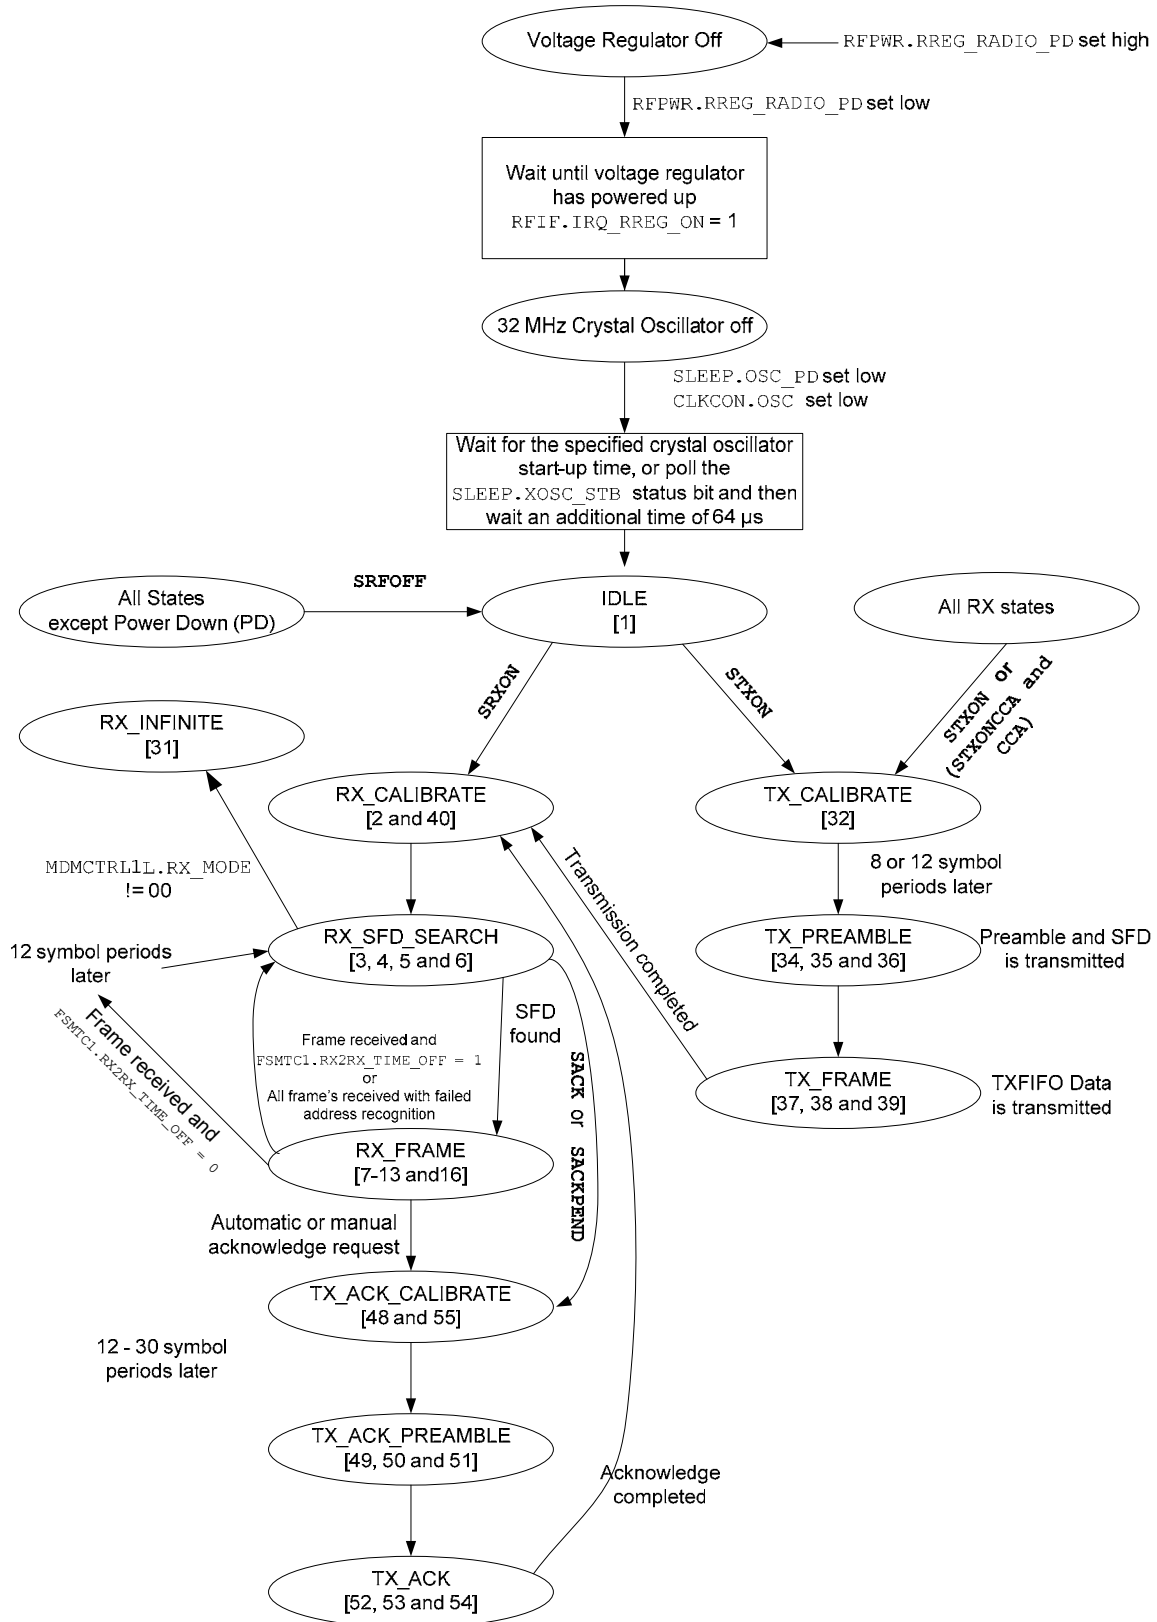 Voltage Regulator Off
RFPWR.RREG_RADIO_PD set high
RFPWR.RREG_RADIO_PD set low
Wait until voltage regulator
has powered up
RFIF.IRQ_RREG_ON = 1
32 MHz Crystal Oscillator off
SLEEP.OSC_PD set low
CLKCON.OSC set low
Wait for the specified crystal oscillator
start-up time, or poll the
SLEEP.XOSC_STB status bit and then
wait an additional time of 64 µs
SRFOFF
All States
except Power Down (PD)
IDLE
[1]
All RX states
SRXON
STXON
STXON or
(STXONCCA and
CCA)
RX_INFINITE
[31]
RX_CALIBRATE
[2 and 40]
TX_CALIBRATE
[32]
MDMCTRL1L.RX_MODE
!= 00
Transmission completed
8 or 12 symbol
periods later
RX_SFD_SEARCH
[3, 4, 5 and 6]
TX_PREAMBLE
[34, 35 and 36]
Preamble and SFD
is transmitted
12 symbol periods
later
Frame received and
FSMTC1.RX2RX_TIME_OFF = 0
SFD
found
Frame received and
FSMTC1.RX2RX_TIME_OFF = 1
or
All frame's received with failed
address recognition
SACK or SACKPEND
TX_FRAME
[37, 38 and 39]
TXFIFO Data
is transmitted
RX_FRAME
[7-13 and16]
Automatic or manual
acknowledge request
TX_ACK_CALIBRATE
[48 and 55]
12 - 30 symbol
periods later
TX_ACK_PREAMBLE
[49, 50 and 51]
Acknowledge
completed
TX_ACK
[52, 53 and 54]